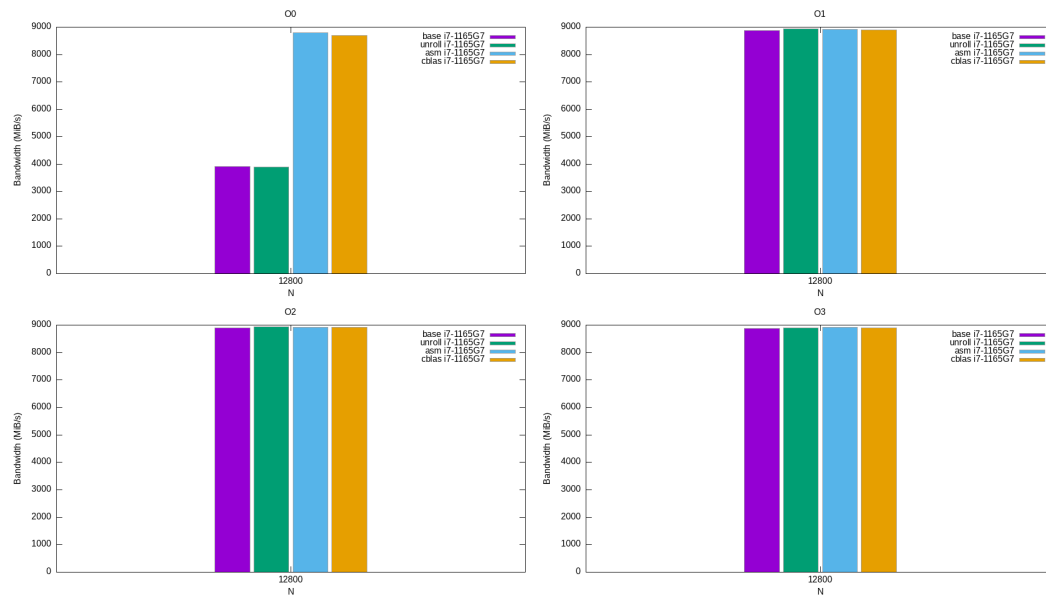 O0
9000
8000
7000
6000
5000
4000
3000
2000
1000
0
Bandwidth (MiB/s)
base i7-1165G7
unroll i7-1165G7
asm i7-1165G7
cblas i7-1165G7
12800
N
O1
9000
8000
7000
6000
5000
4000
3000
2000
1000
0
Bandwidth (MiB/s)
base i7-1165G7
unroll i7-1165G7
asm i7-1165G7
cblas i7-1165G7
12800
N
O2
9000
8000
7000
6000
5000
4000
3000
2000
1000
0
Bandwidth (MiB/s)
base i7-1165G7
unroll i7-1165G7
asm i7-1165G7
cblas i7-1165G7
12800
N
O3
9000
8000
7000
6000
5000
4000
3000
2000
1000
0
Bandwidth (MiB/s)
base i7-1165G7
unroll i7-1165G7
asm i7-1165G7
cblas i7-1165G7
12800
N